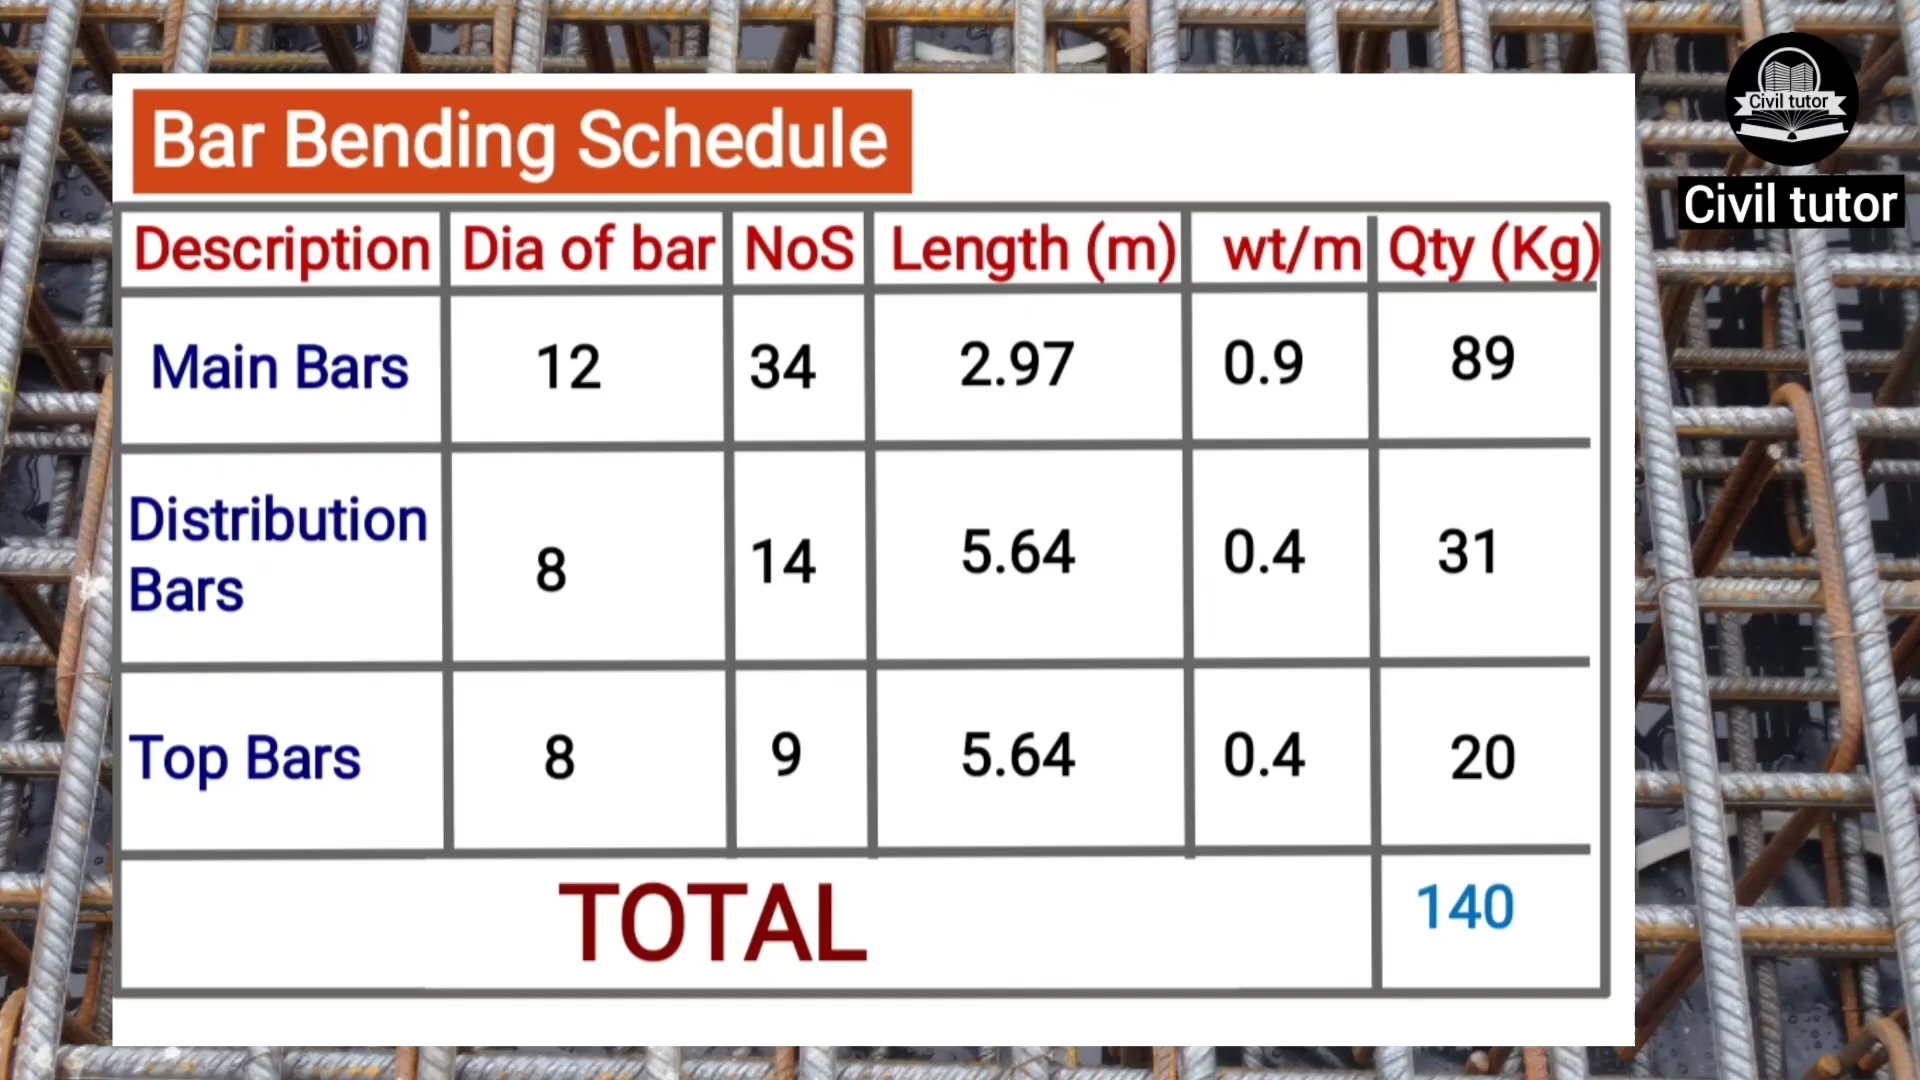 Civil tutor
Civil tutor
Bar Bending Schedule
Description Dia of bar NoS Length (m) wt/m Qty (Kg)
Main Bars 12 34 2.97 0.9 89
Distribution
Bars 8 14 5.64 0.4 31
Top Bars 8 9 5.64 0.4 20
TOTAL 140